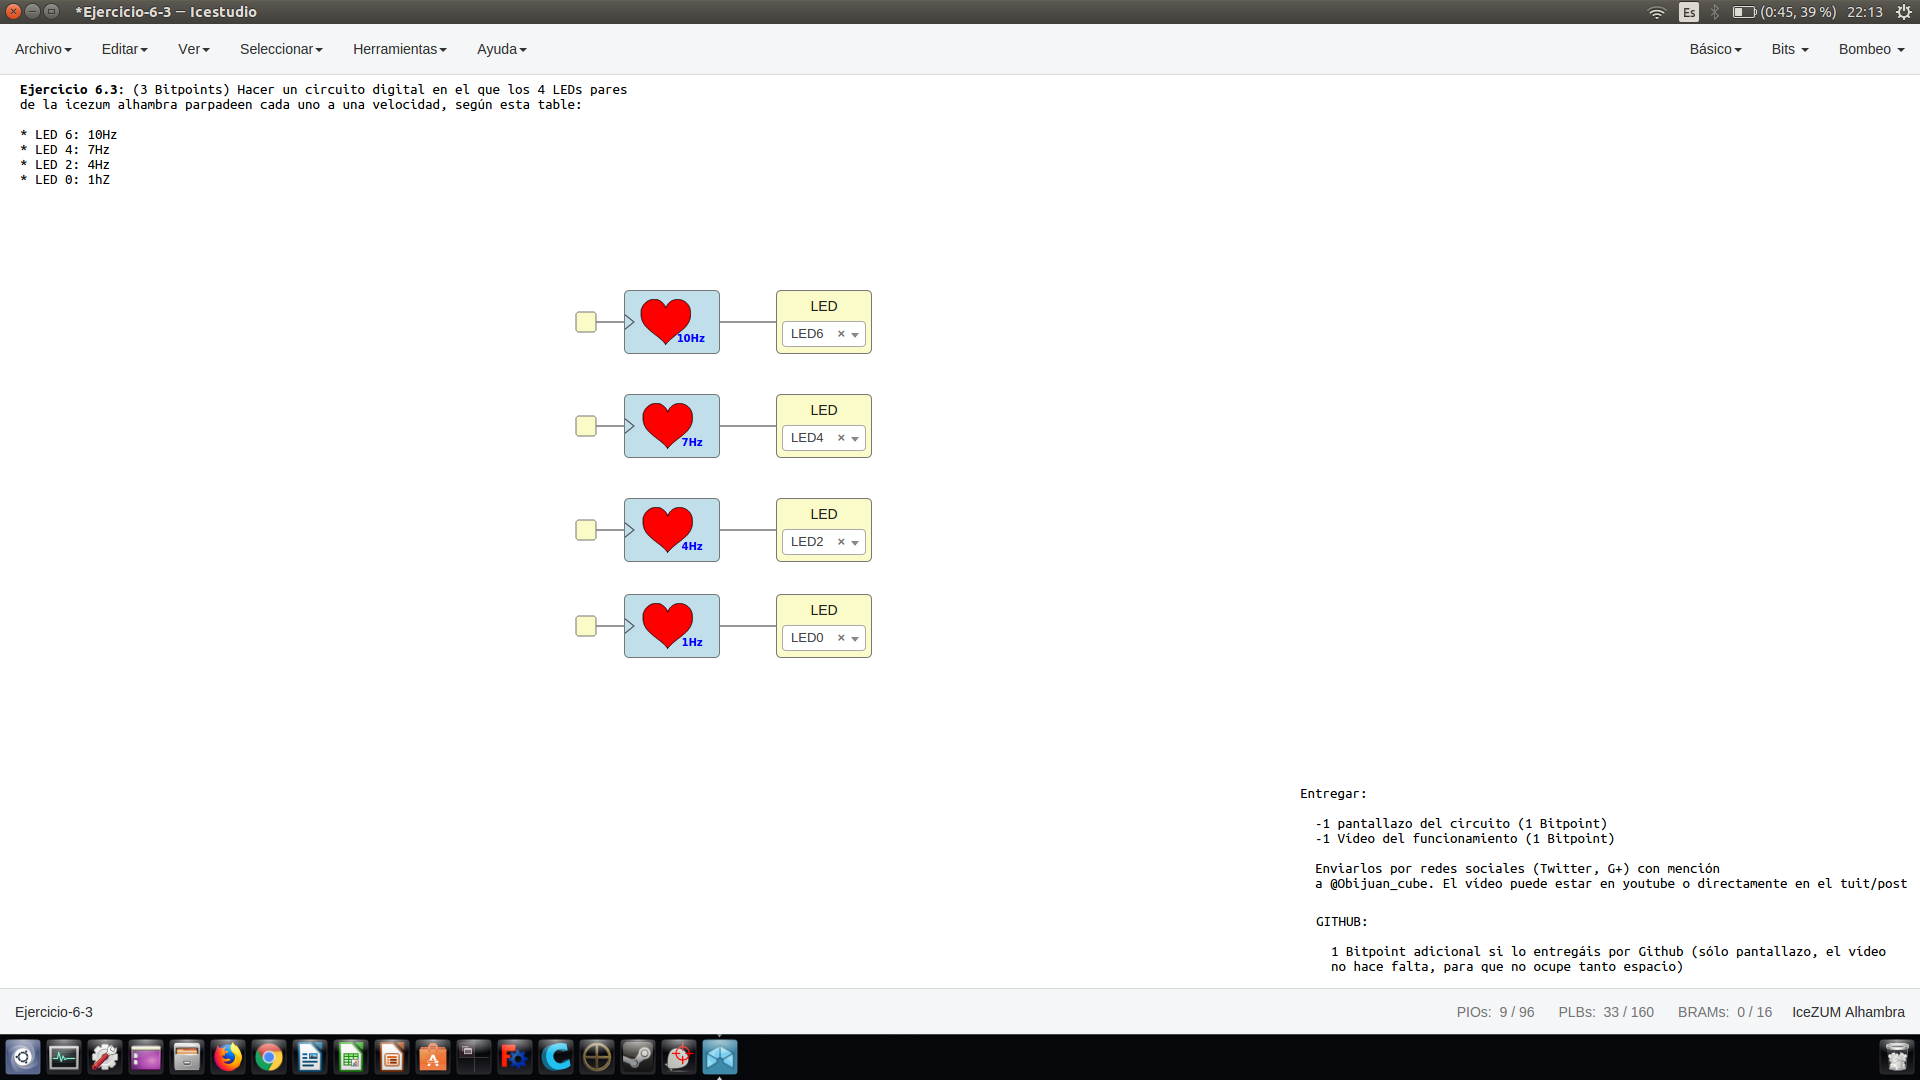 *Ejercicio-6-3 — Icestudio
Es (0:45, 39 %) 22:13
Archivo Editar Ver Seleccionar Herramientas Ayuda Básico Bits Bombeo
Ejercicio 6.3: (3 Bitpoints) Hacer un circuito digital en el que los 4 LEDs pares
de la icezum alhambra parpadeen cada uno a una velocidad, según esta table:
* LED 6: 10Hz
* LED 4: 7Hz
* LED 2: 4Hz
* LED 0: 1hZ
LED
LED6 ×
10Hz
LED
LED4 ×
7Hz
LED
LED2 ×
4Hz
LED
LED0 ×
1Hz
Entregar:
-1 pantallazo del circuito (1 Bitpoint)
-1 Vídeo del funcionamiento (1 Bitpoint)
Enviarlos por redes sociales (Twitter, G+) con mención
a @Obijuan_cube. El vídeo puede estar en youtube o directamente en el tuit/post
GITHUB:
1 Bitpoint adicional si lo entregáis por Github (sólo pantallazo, el vídeo
no hace falta, para que no ocupe tanto espacio)
Ejercicio-6-3 PIOs: 9 / 96 PLBs: 33 / 160 BRAMs: 0 / 16 IceZUM Alhambra